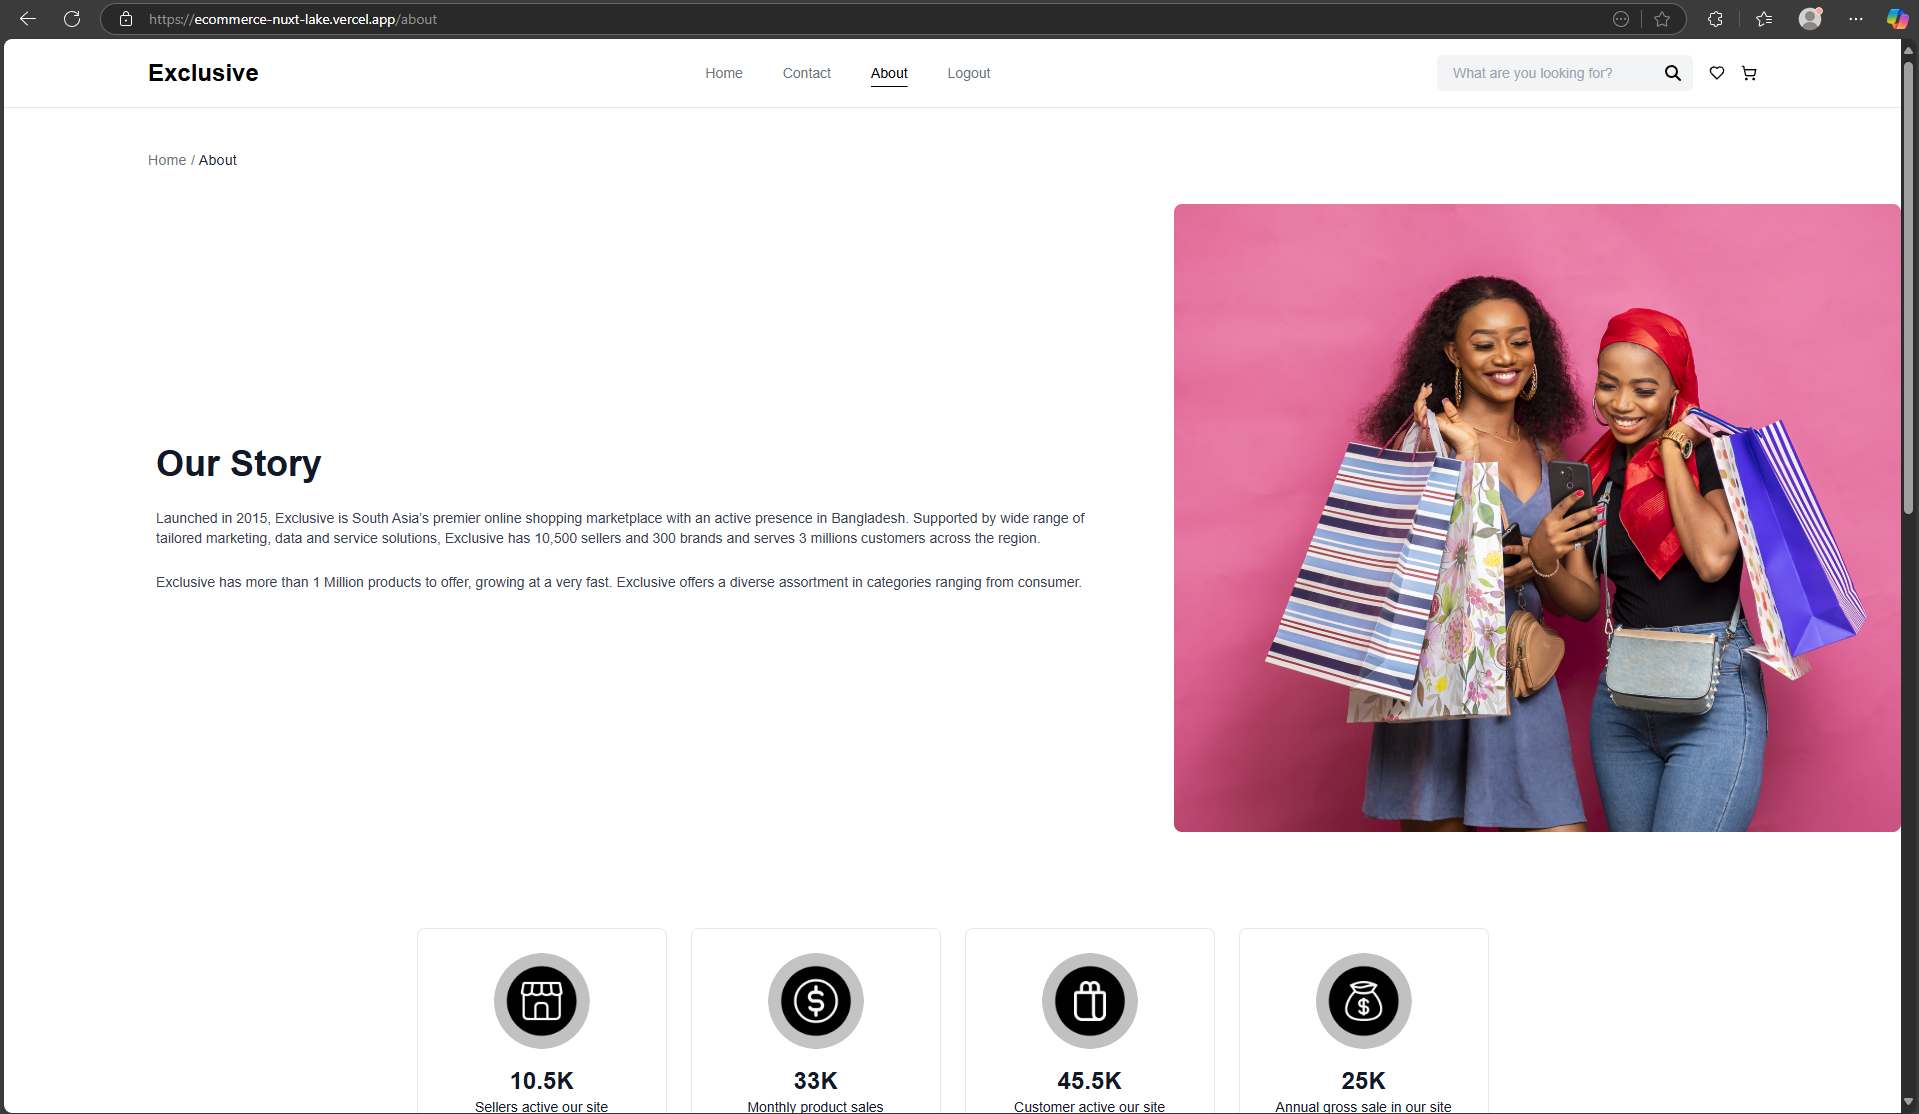 https://ecommerce-nuxt-lake.vercel.app/about
Exclusive
Home
Contact
About
Logout
What are you looking for?
Home / About
Our Story
Launched in 2015, Exclusive is South Asia’s premier online shopping marketplace with an active presence in Bangladesh. Supported by wide range of
tailored marketing, data and service solutions, Exclusive has 10,500 sellers and 300 brands and serves 3 millions customers across the region.
Exclusive has more than 1 Million products to offer, growing at a very fast. Exclusive offers a diverse assortment in categories ranging from consumer.
10.5K
Sellers active our site
33K
Monthly product sales
45.5K
Customer active our site
25K
Annual gross sale in our site